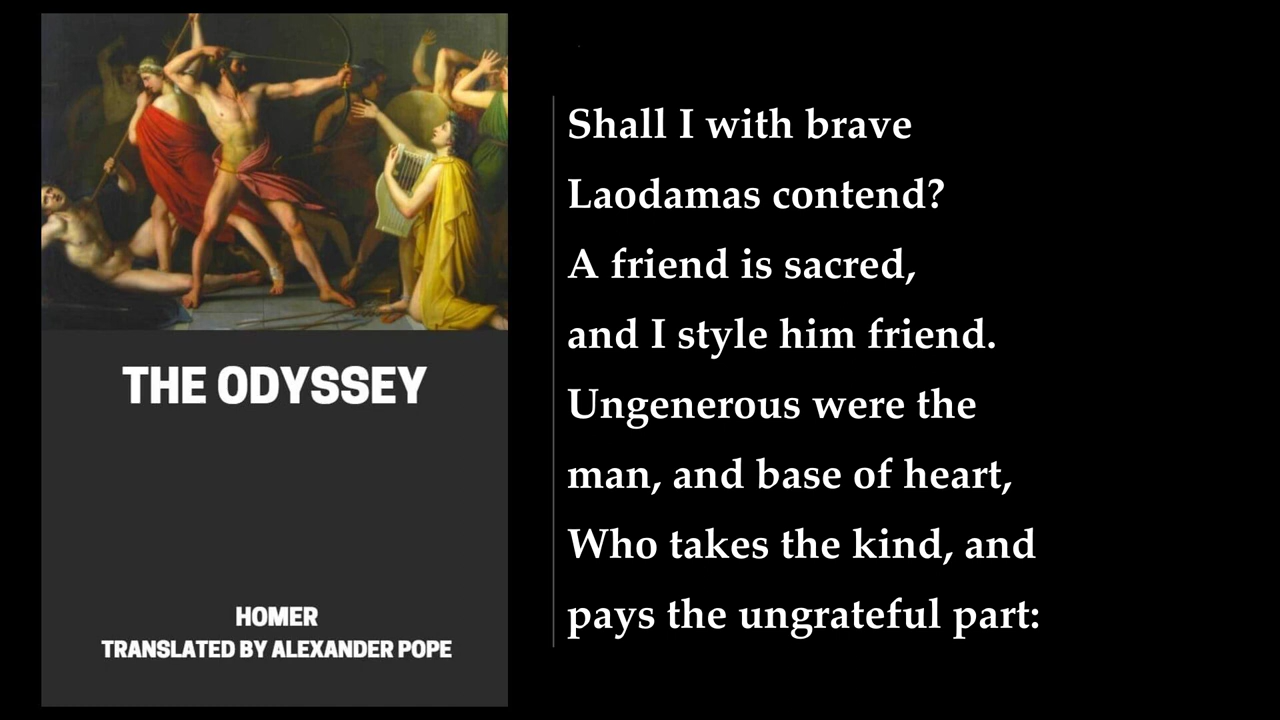 THE ODYSSEY
HOMER
TRANSLATED BY ALEXANDER POPE
Shall I with brave
Laodamas contend?
A friend is sacred,
and I style him friend.
Ungenerous were the
man, and base of heart,
Who takes the kind, and
pays the ungrateful part: